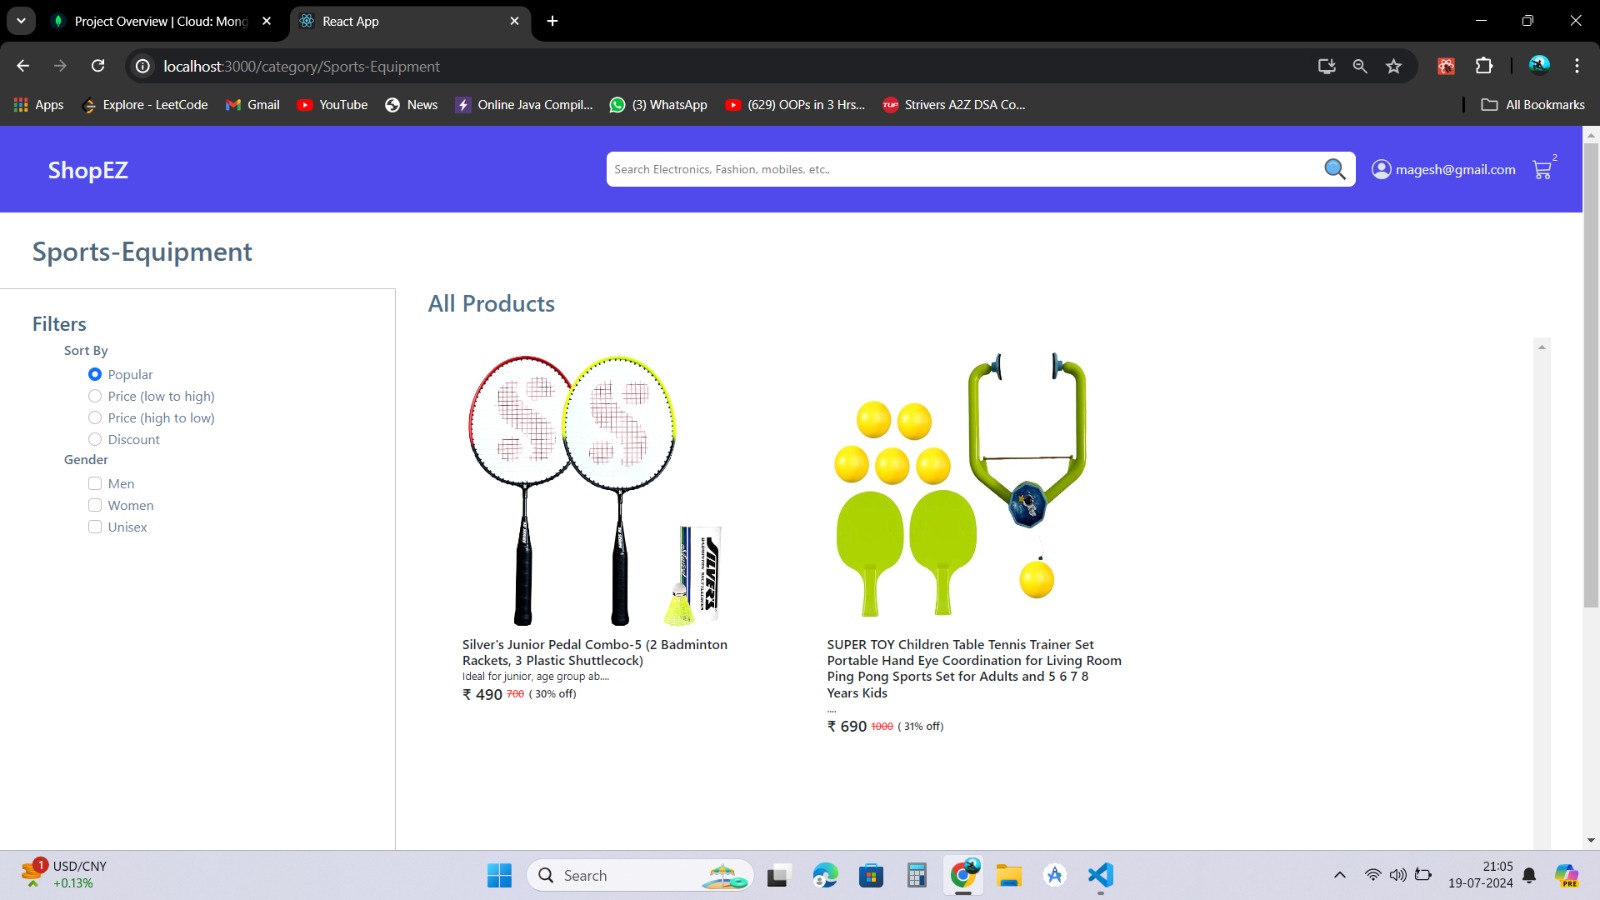 Project Overview | Cloud: Mong
React App
localhost:3000/category/Sports-Equipment
Apps
Explore - LeetCode
Gmail
YouTube
News
Online Java Compil...
(3) WhatsApp
(629) OOPs in 3 Hrs...
TUF
Strivers A2Z DSA Co...
All Bookmarks
ShopEZ
Search Electronics, Fashion, mobiles, etc..,
magesh@gmail.com
2
Sports-Equipment
Filters
Sort By
Popular
Price (low to high)
Price (high to low)
Discount
Gender
Men
Women
Unisex
All Products
SILVER'S
Silver's Junior Pedal Combo-5 (2 Badminton
Rackets, 3 Plastic Shuttlecock)
Ideal for junior, age group ab....
₹ 490 700 ( 30% off)
SUPER TOY Children Table Tennis Trainer Set
Portable Hand Eye Coordination for Living Room
Ping Pong Sports Set for Adults and 5 6 7 8
Years Kids
....
₹ 690 1000 ( 31% off)
1
USD/CNY
+0.13%
Search
21:05
19-07-2024
PRE